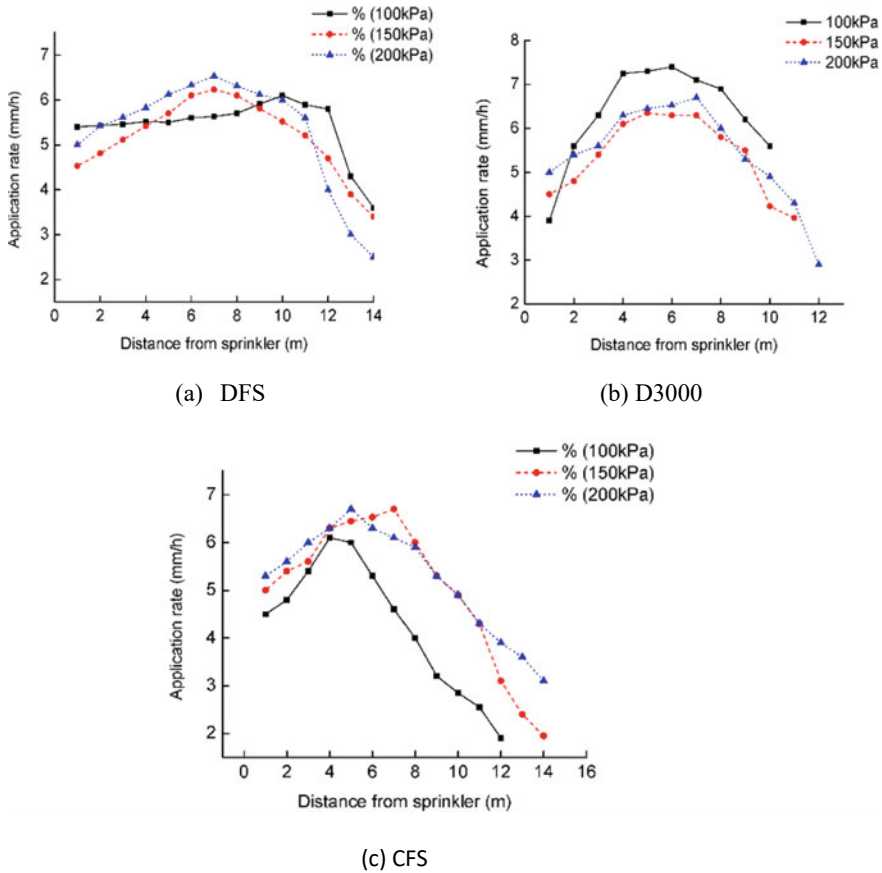 % (100kPa)
% (150kPa)
% (200kPa)
7
6
5
4
3
2
Application rate (mm/h)
0 2 4 6 8 10 12 14
Distance from sprinkler (m)
(a) DFS
100kPa
150kPa
200kPa
8
7
6
5
4
3
2
Application rate (mm/h)
0 2 4 6 8 10 12
Distance from sprinkler (m)
(b) D3000
% (100kPa)
% (150kPa)
% (200kPa)
7
6
5
4
3
2
Application rate (mm/h)
0 2 4 6 8 10 12 14 16
Distance from sprinkler (m)
(c) CFS